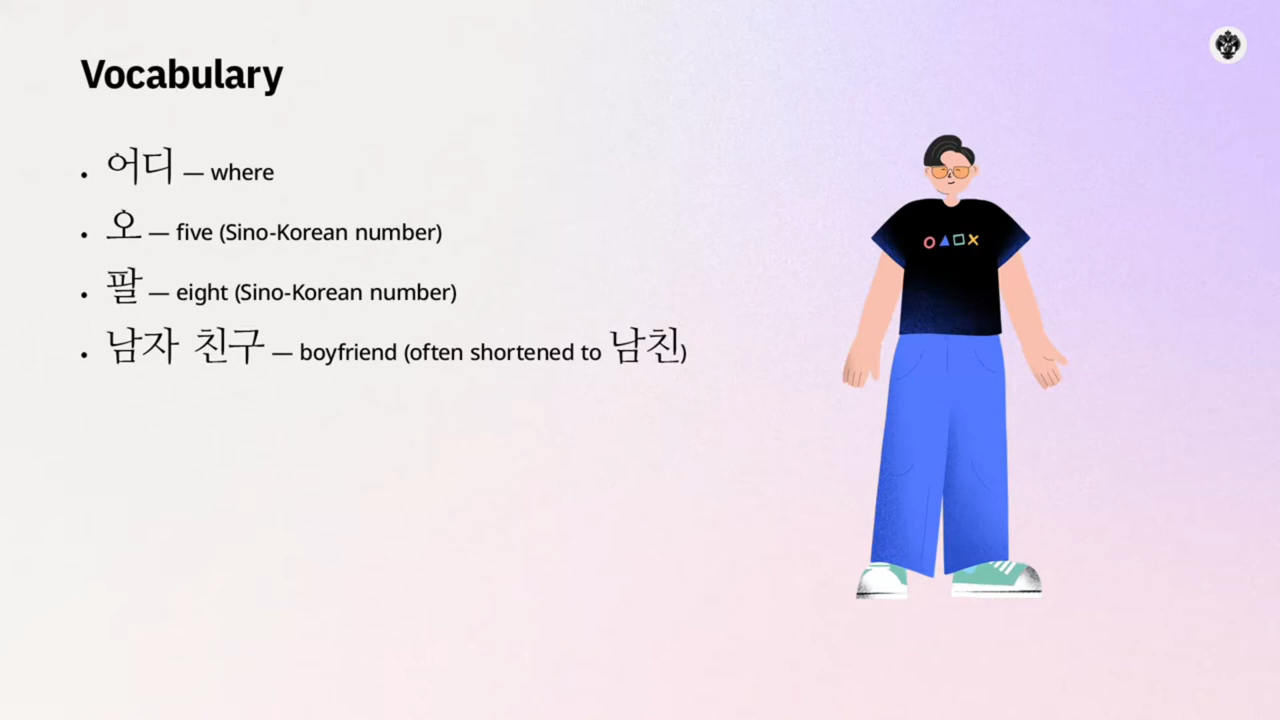 Vocabulary
• 어디 — where
• 오 — five (Sino-Korean number)
• 팔 — eight (Sino-Korean number)
• 남자 친구 — boyfriend (often shortened to 남친)